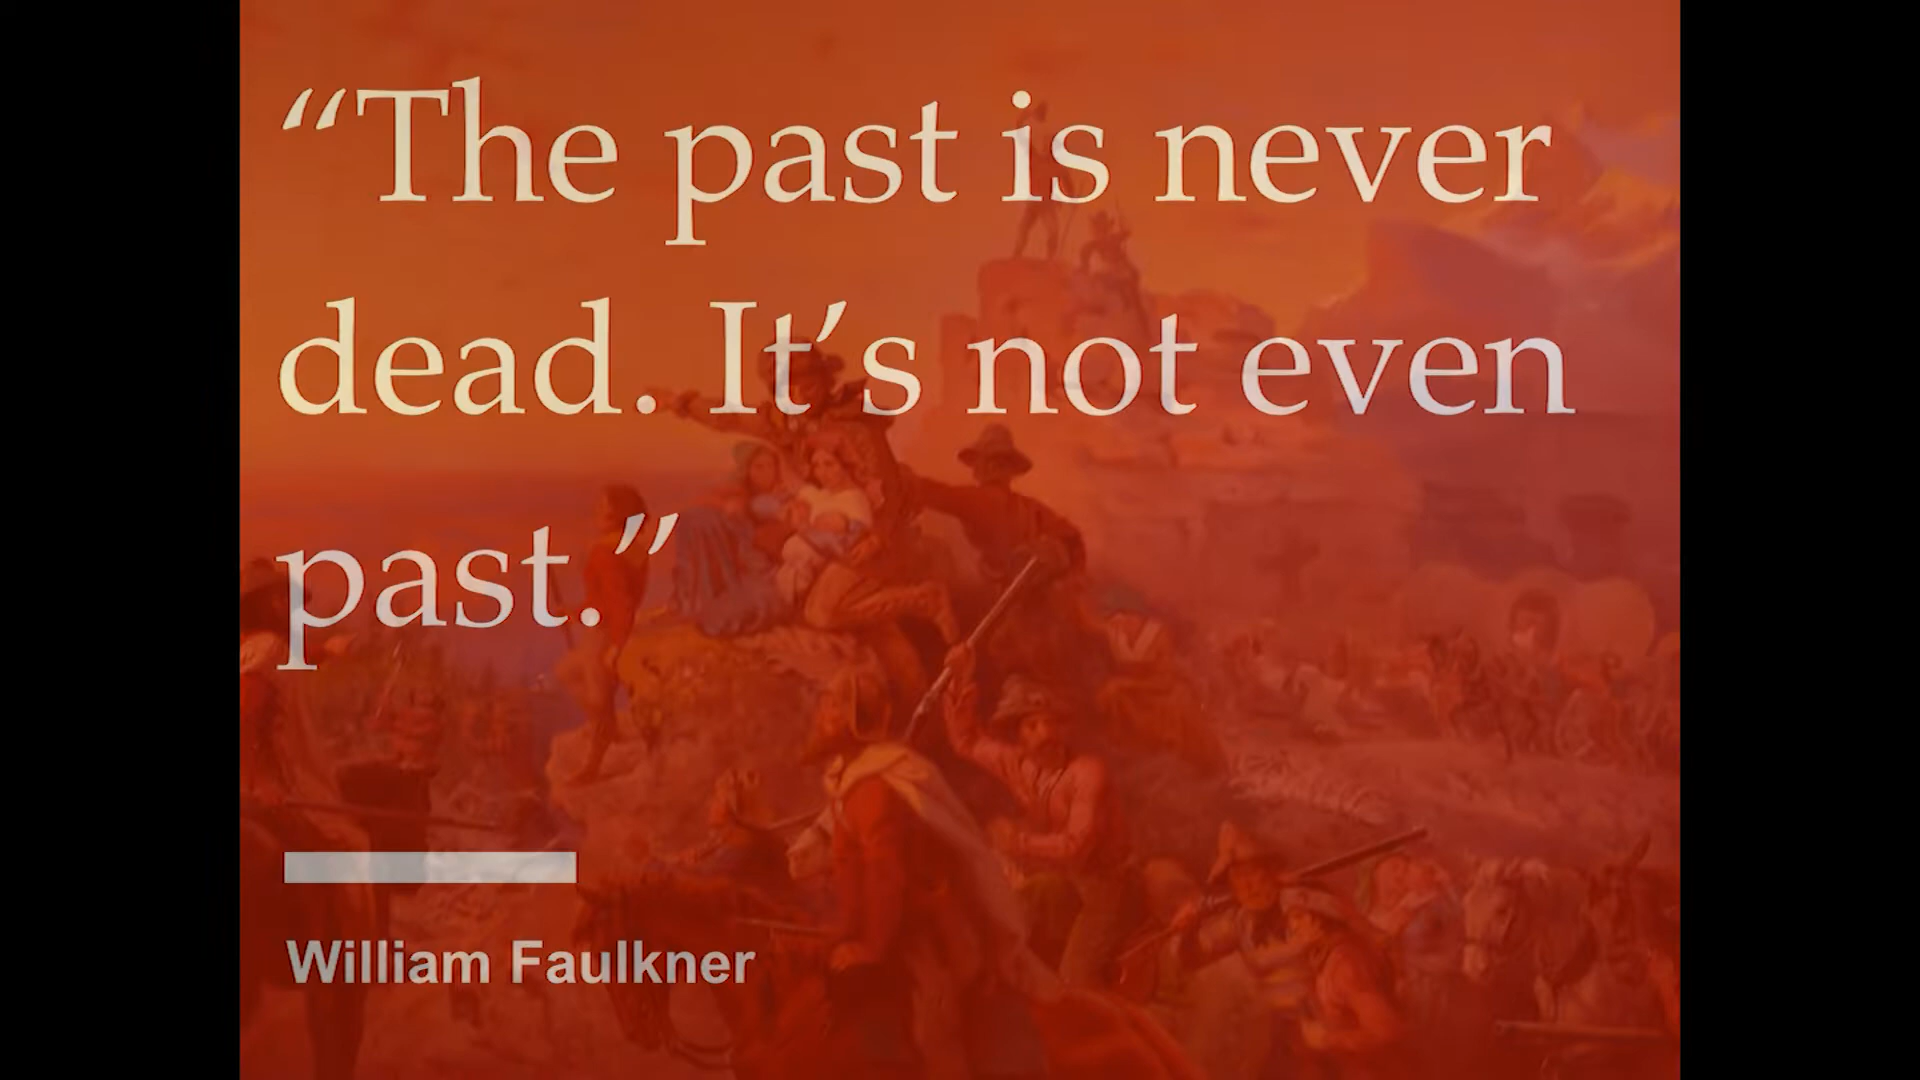 “The past is never
dead. It’s not even
past.”
William Faulkner